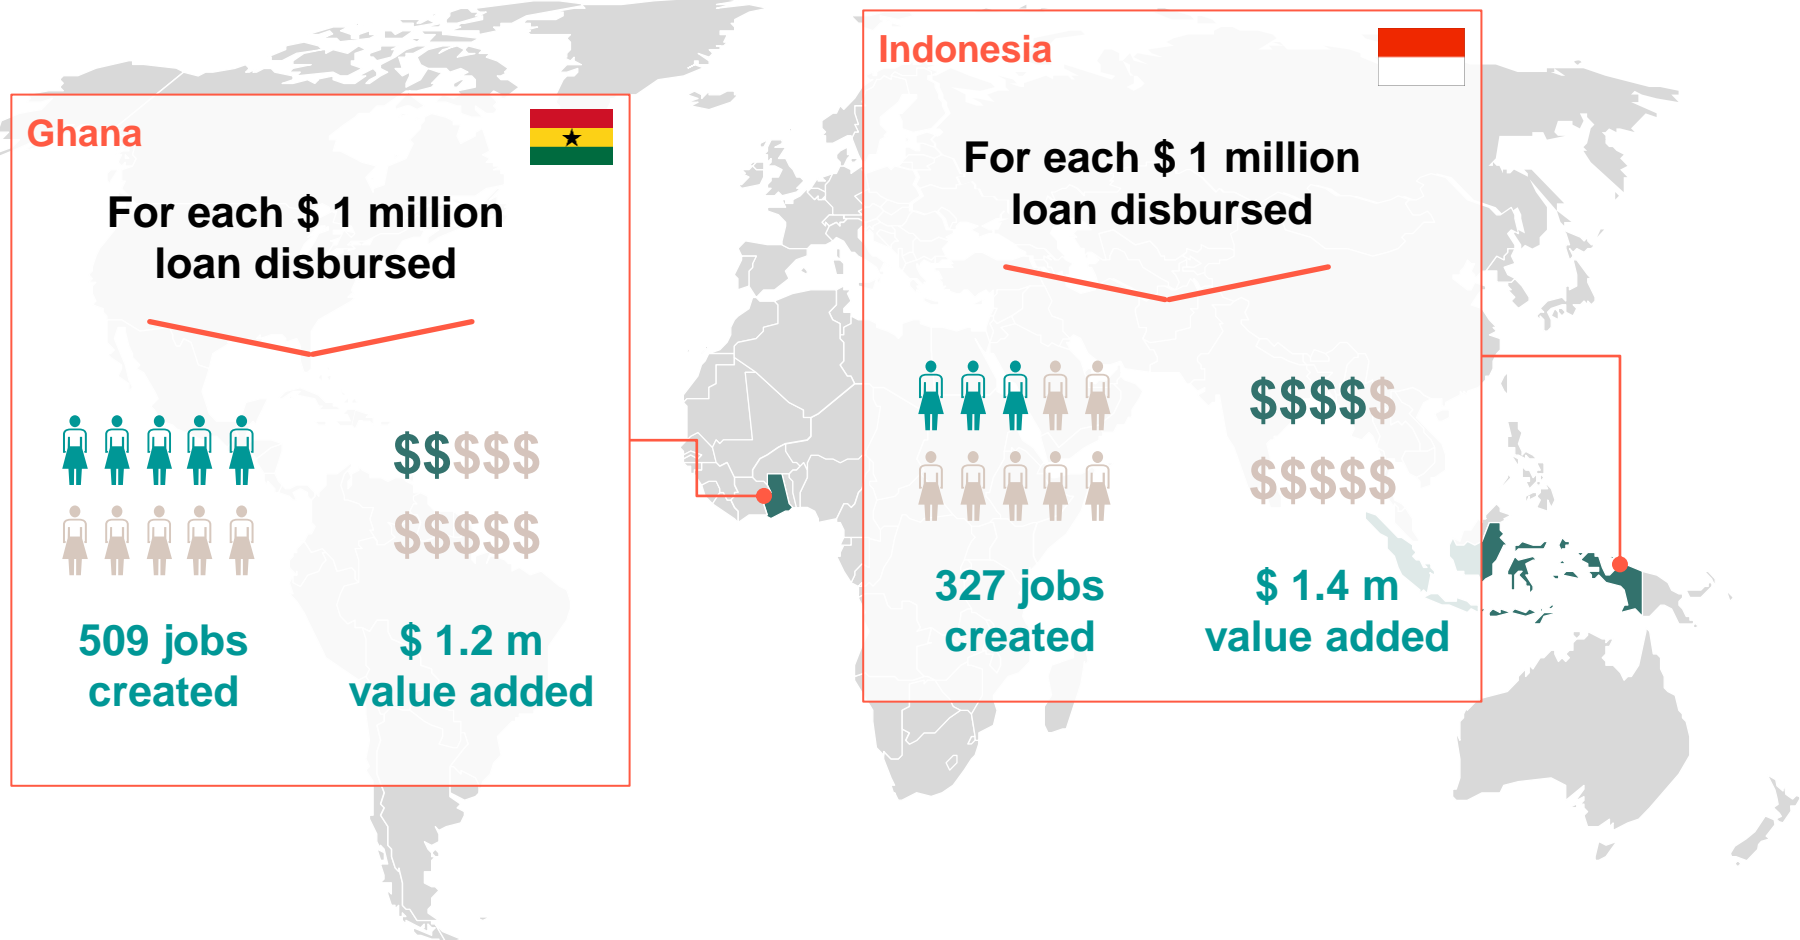 Ghana
For each $ 1 million
loan disbursed
$$$$$
$$$$$
509 jobs
created
$ 1.2 m
value added
Indonesia
For each $ 1 million
loan disbursed
$$$$$
$$$$$
327 jobs
created
$ 1.4 m
value added